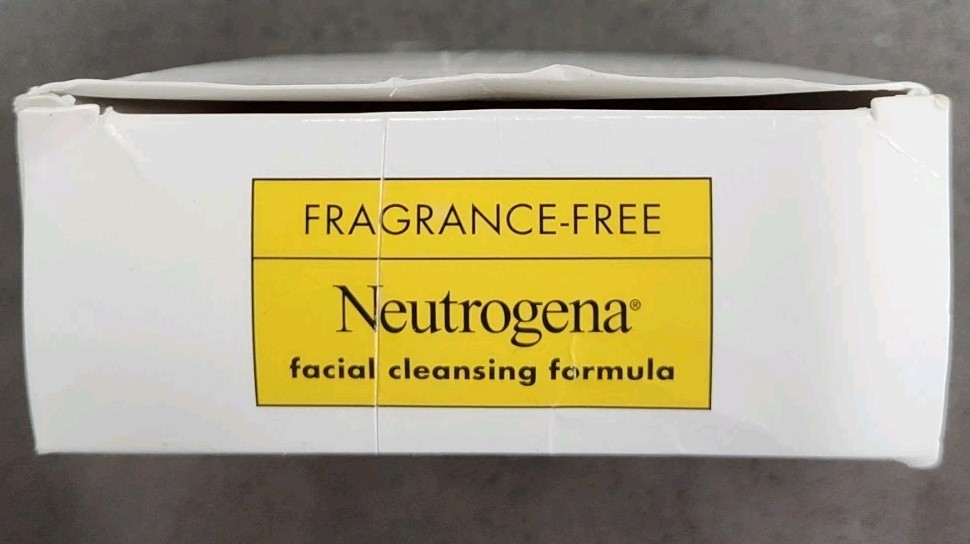 FRAGRANCE-FREE
Neutrogena®
facial cleansing formula